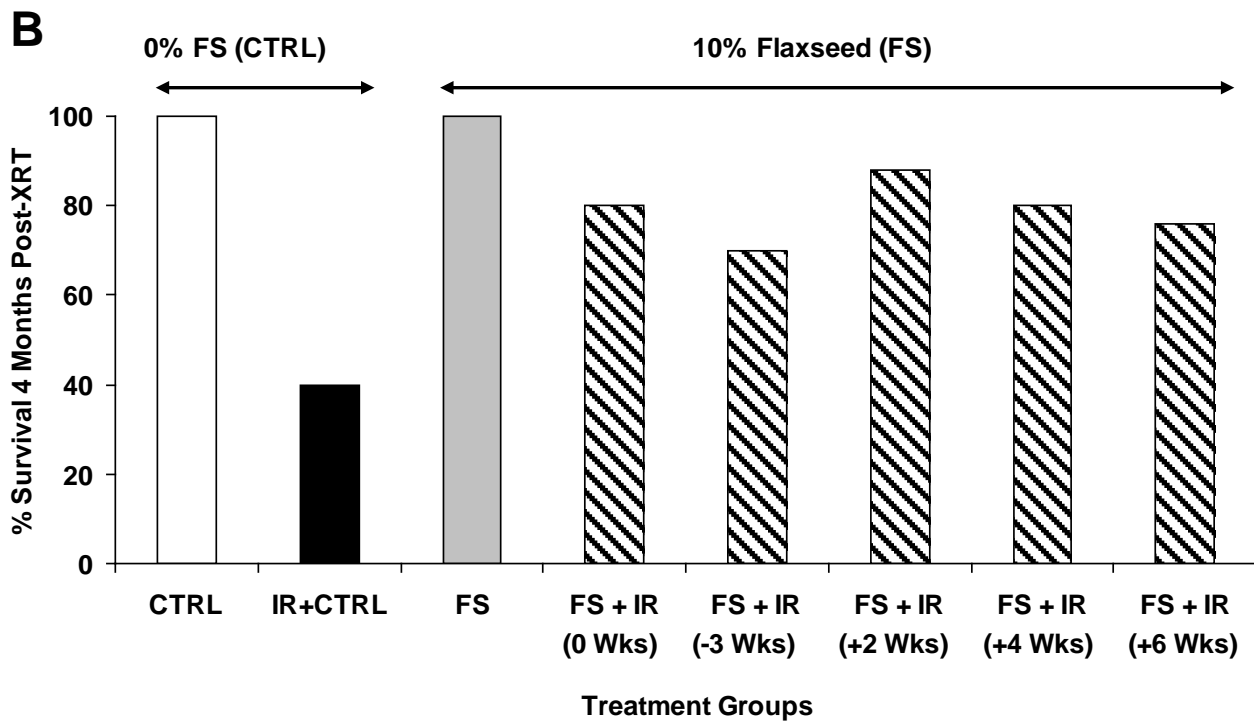 B
0% FS (CTRL)
10% Flaxseed (FS)
% Survival 4 Months Post-XRT
100
80
60
40
20
0
CTRL
IR+CTRL
FS
FS + IR
(0 Wks)
FS + IR
(-3 Wks)
FS + IR
(+2 Wks)
FS + IR
(+4 Wks)
FS + IR
(+6 Wks)
Treatment Groups